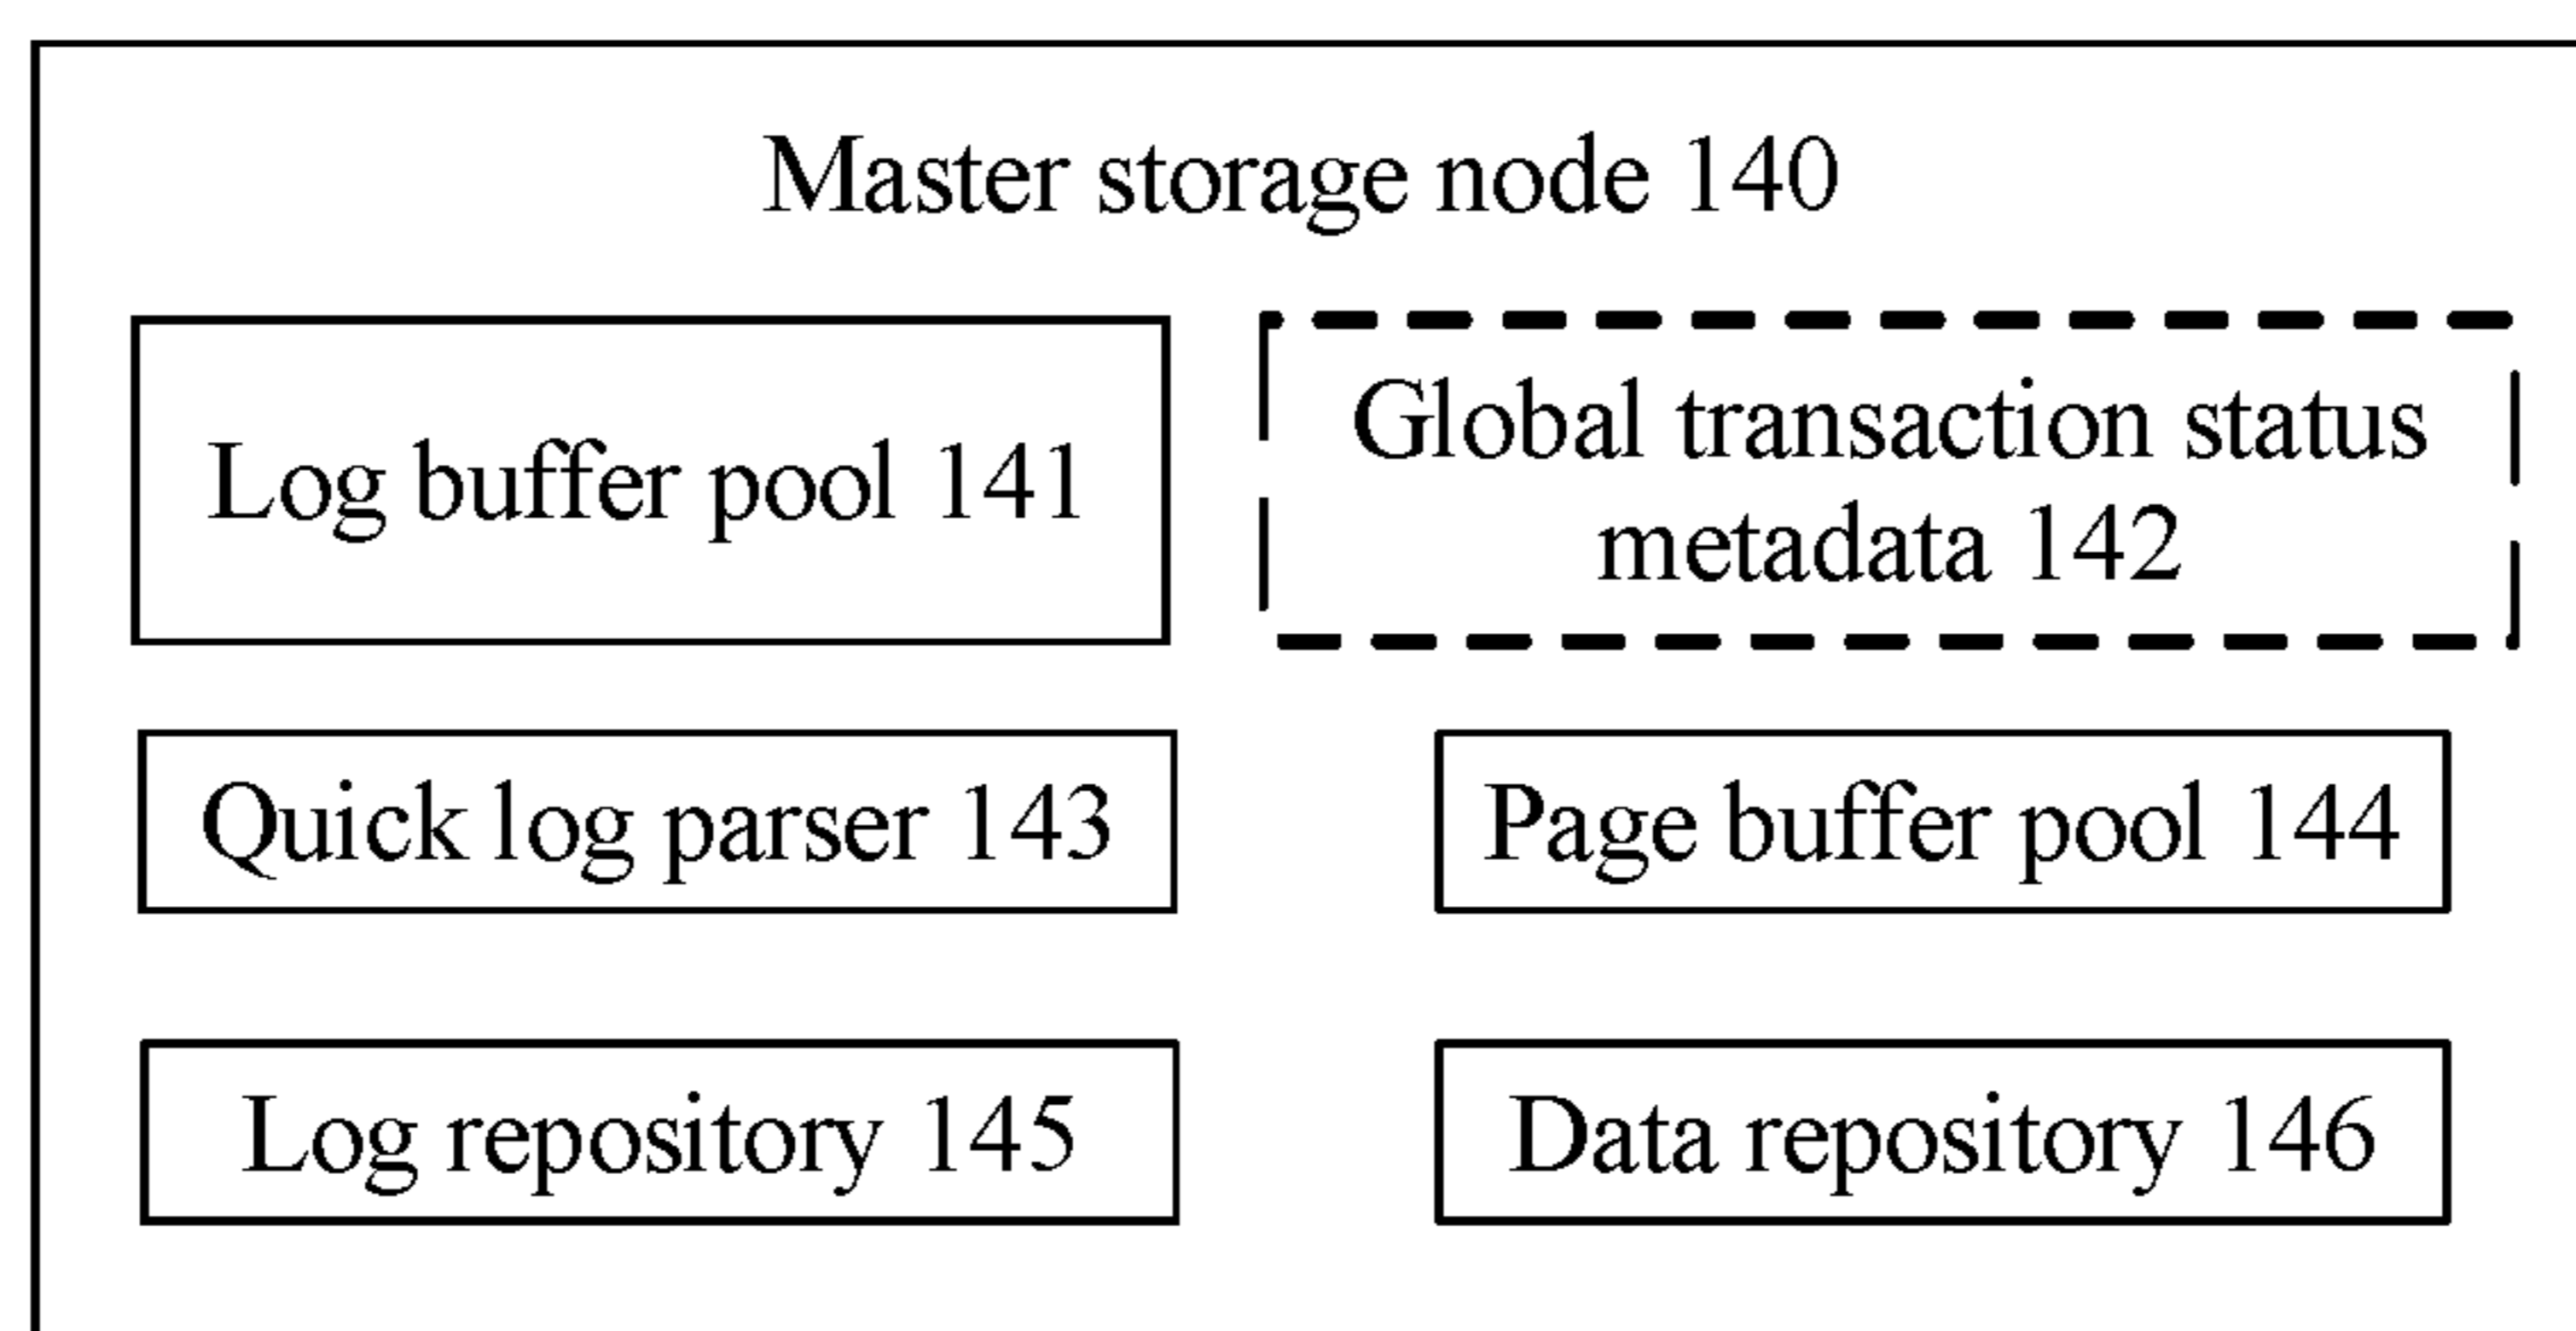 Master storage node 140
Log buffer pool 141
Global transaction status
metadata 142
Quick log parser 143
Page buffer pool 144
Log repository 145
Data repository 146